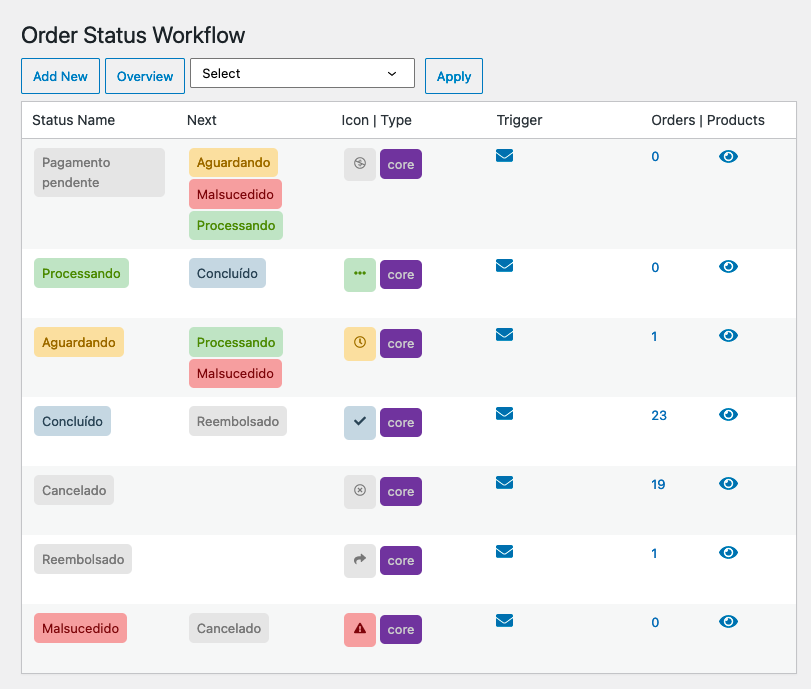 Order Status Workflow
Add New Overview Select Apply
Status Name Next Icon | Type Trigger Orders | Products
Pagamento pendente Aguardando core 0
Malsucedido
Processando
Processando Concluído core 0
Aguardando Processando core 1
Malsucedido
Concluído Reembolsado core 23
Cancelado core 19
Reembolsado core 1
Malsucedido Cancelado core 0